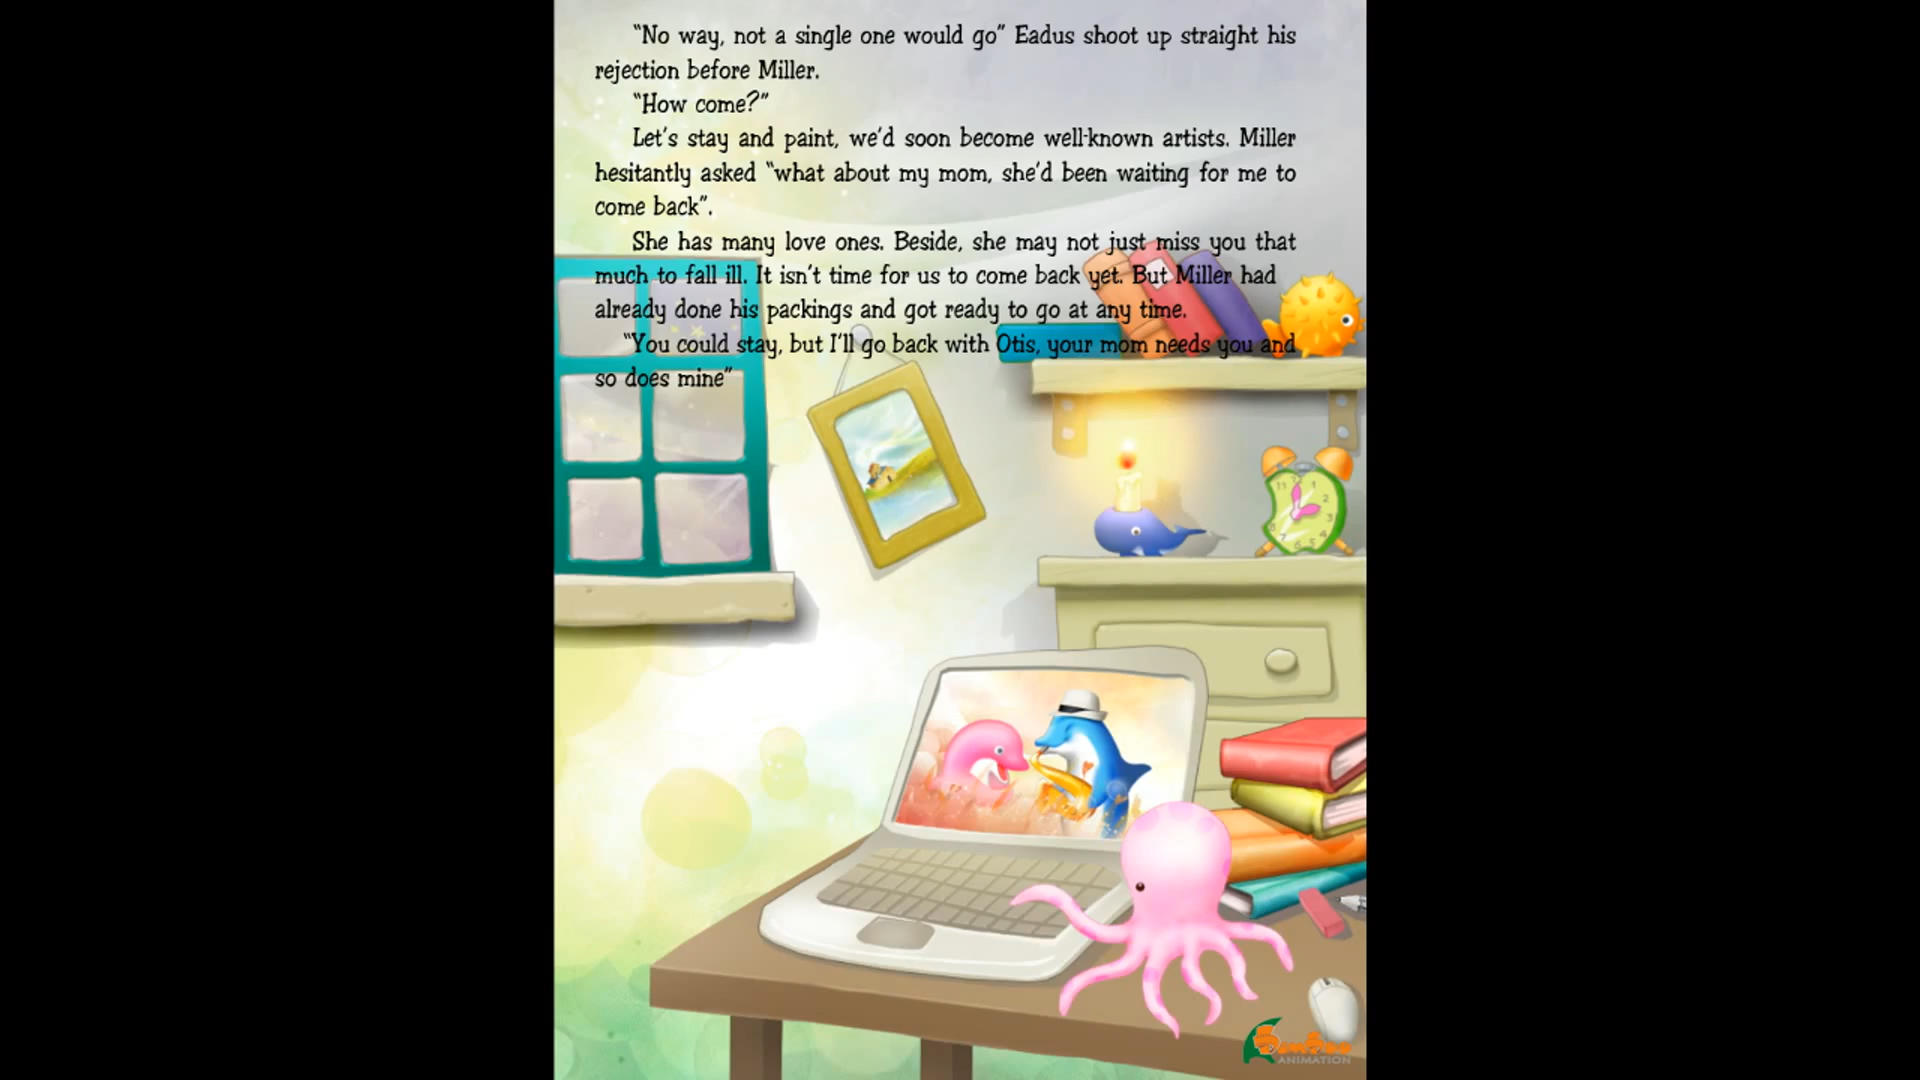 “No way, not a single one would go” Eadus shoot up straight his
rejection before Miller.
“How come?”
Let’s stay and paint, we’d soon become well-known artists. Miller
hesitantly asked “what about my mom, she’d been waiting for me to
come back”.
She has many love ones. Beside, she may not just miss you that
much to fall ill. It isn’t time for us to come back yet. But Miller had
already done his packings and got ready to go at any time.
“You could stay, but I’ll go back with Otis, your mom needs you and
so does mine”
ANIMATION